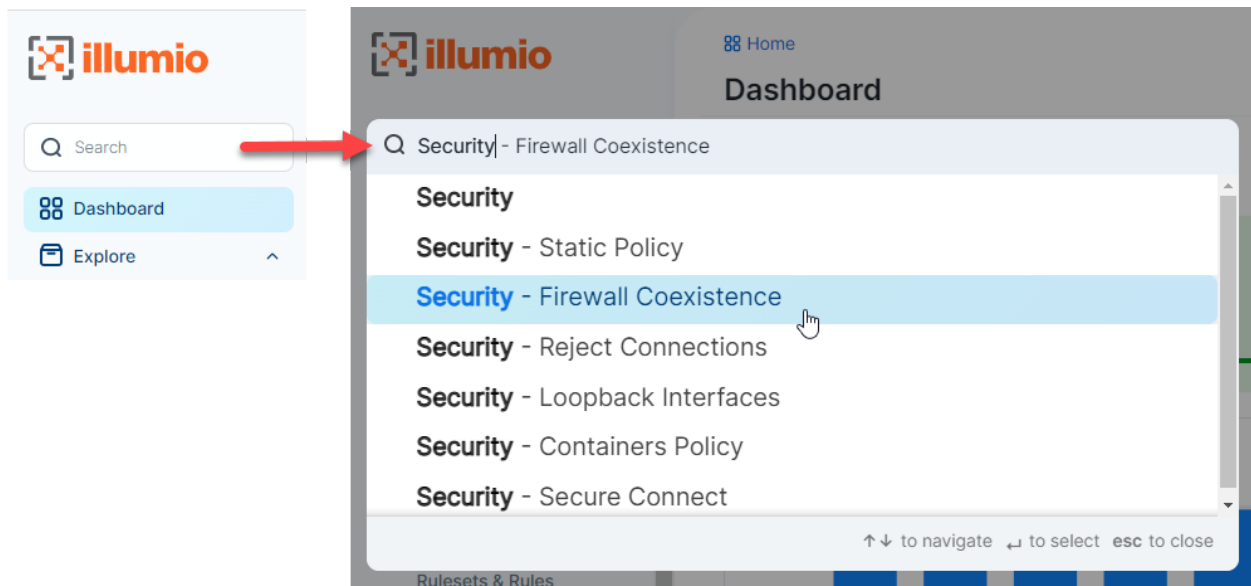 illumio
Search
Dashboard
Explore
illumio
Home
Dashboard
Security - Firewall Coexistence
Security
Security - Static Policy
Security - Firewall Coexistence
Security - Reject Connections
Security - Loopback Interfaces
Security - Containers Policy
Security - Secure Connect
↑↓ to navigate ↵ to select esc to close
Rulesets & Rules